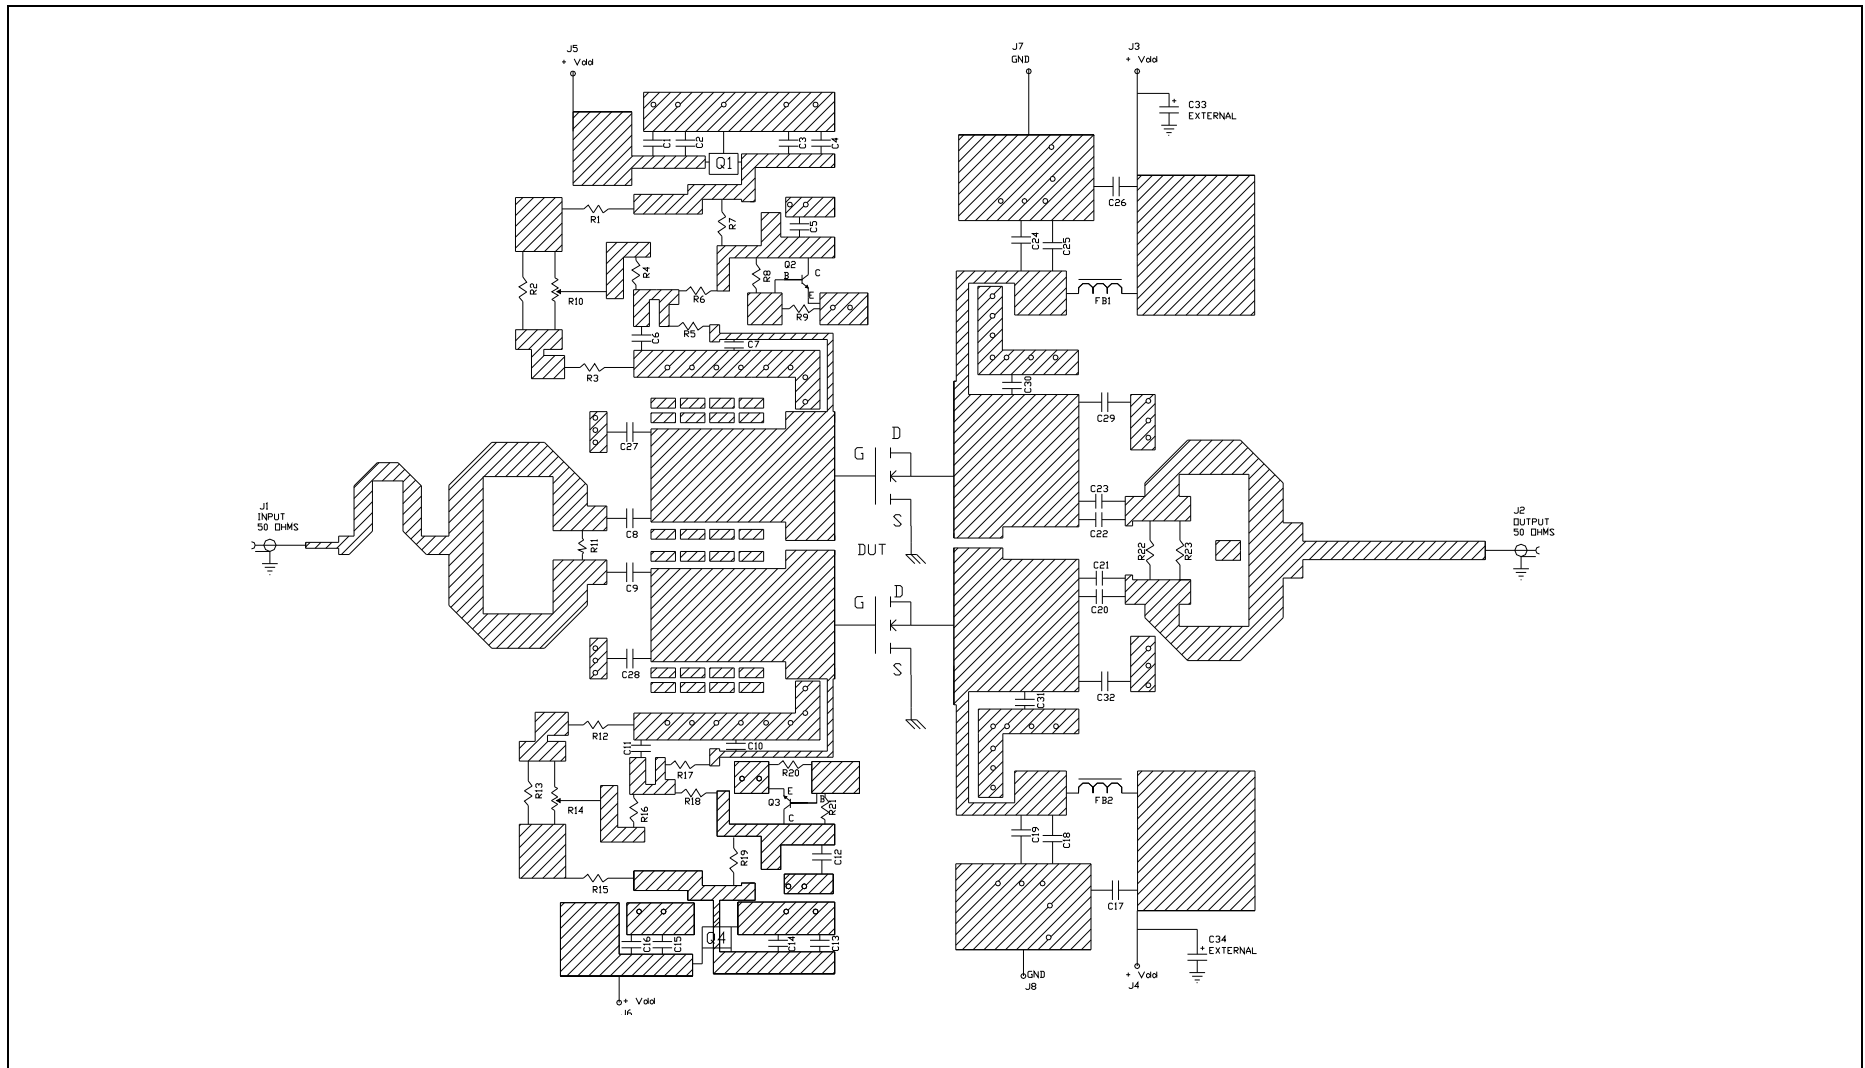 J5
+ Vdd
J7
GND
J3
+ Vdd
C33
EXTERNAL
C1
C2
Q1
C3
C4
R1
R7
C5
C26
C24
C25
R2
R10
R4
R6
R8
Q2
B
C
E
R9
FB1
C6
R5
C7
R3
C30
C29
C27
G
D
S
C23
C22
J1
INPUT
50 OHMS
C8
R11
DUT
R22
R23
J2
OUTPUT
50 OHMS
C9
C21
C20
G
D
S
C28
C31
C32
R12
C11
C10
R17
R20
R13
R14
R16
R18
Q3
E
B
C
R21
FB2
R19
C12
C19
C18
R15
C17
C16
C15
Q4
C14
C13
C34
+ EXTERNAL
GND
J8
+ Vdd
J4
+ Vdd
J6